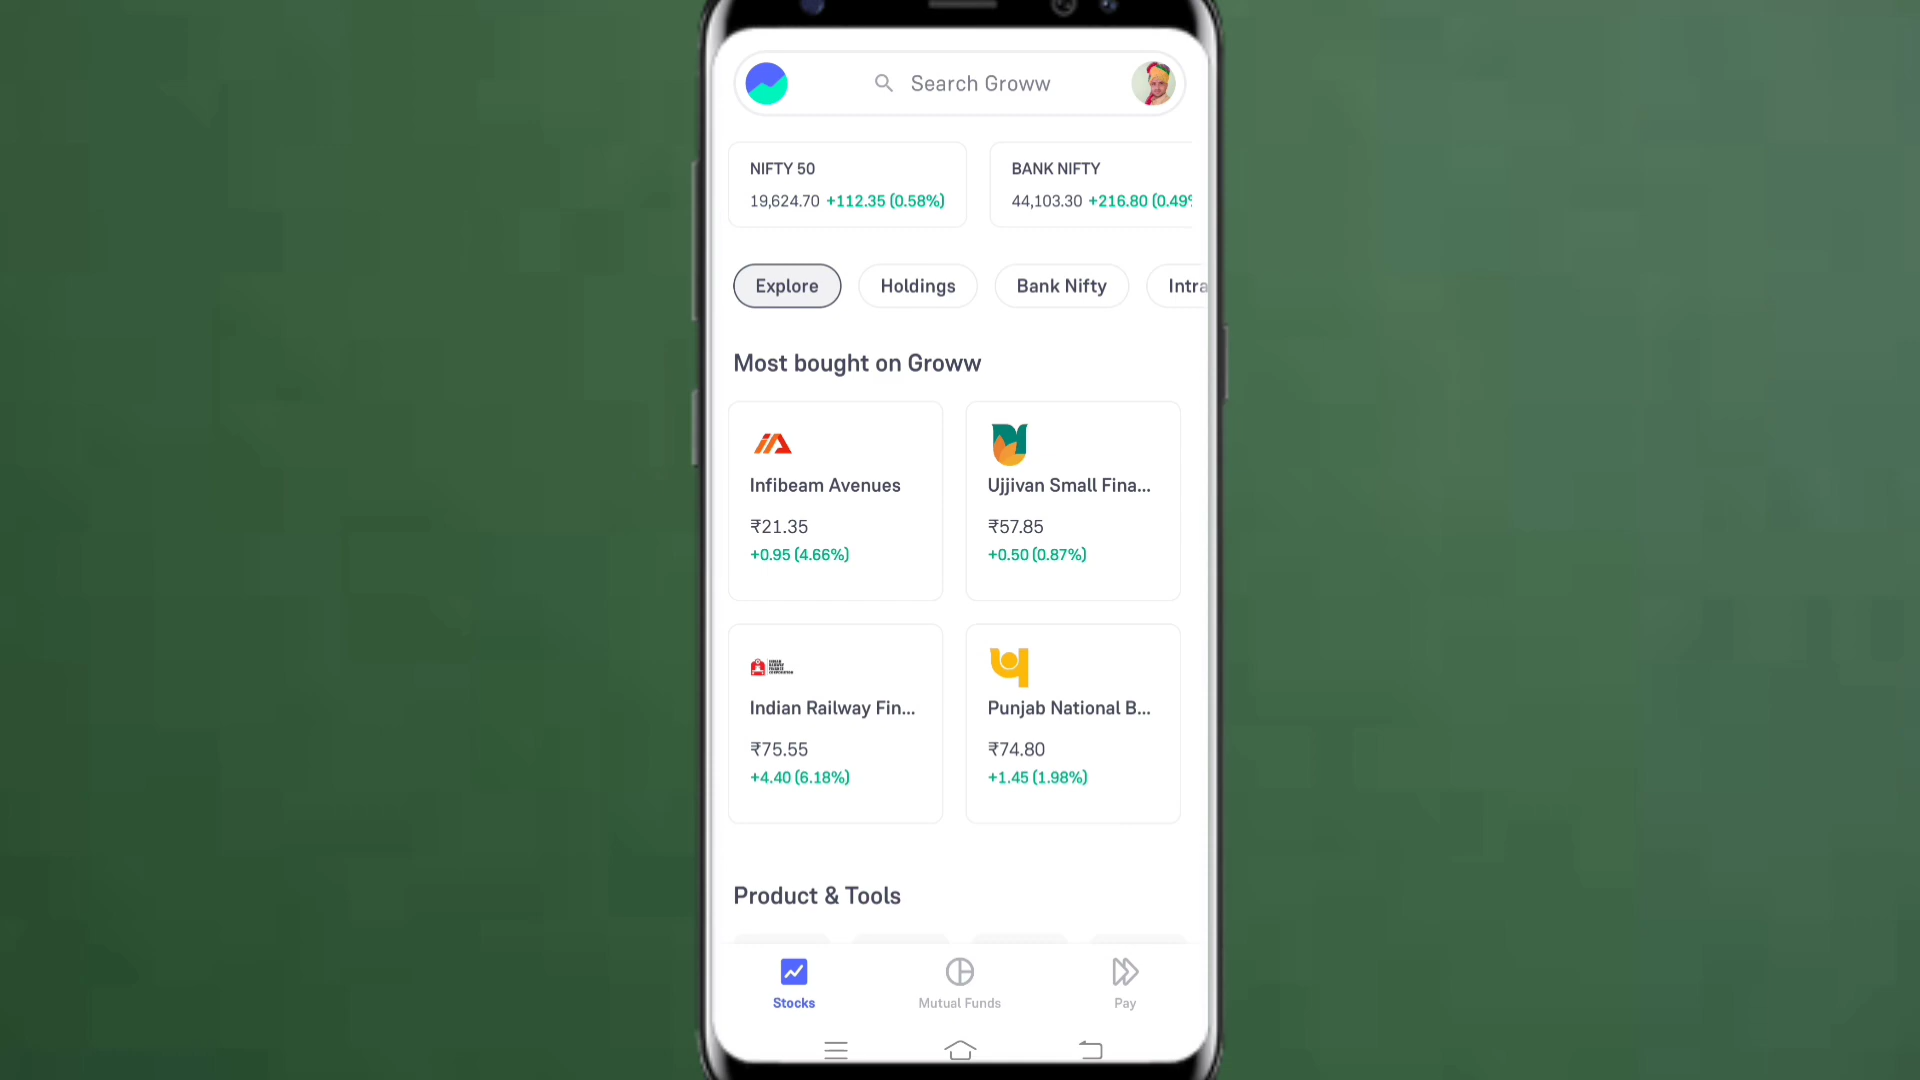 Search Groww
NIFTY 50
19,624.70 +112.35 (0.58%)
BANK NIFTY
44,103.30 +216.80 (0.49%
Explore
Holdings
Bank Nifty
Intra
Most bought on Groww
Infibeam Avenues
₹21.35
+0.95 (4.66%)
Ujjivan Small Fina...
₹57.85
+0.50 (0.87%)
Indian Railway Fin...
₹75.55
+4.40 (6.18%)
Punjab National B...
₹74.80
+1.45 (1.98%)
Product & Tools
Stocks
Mutual Funds
Pay